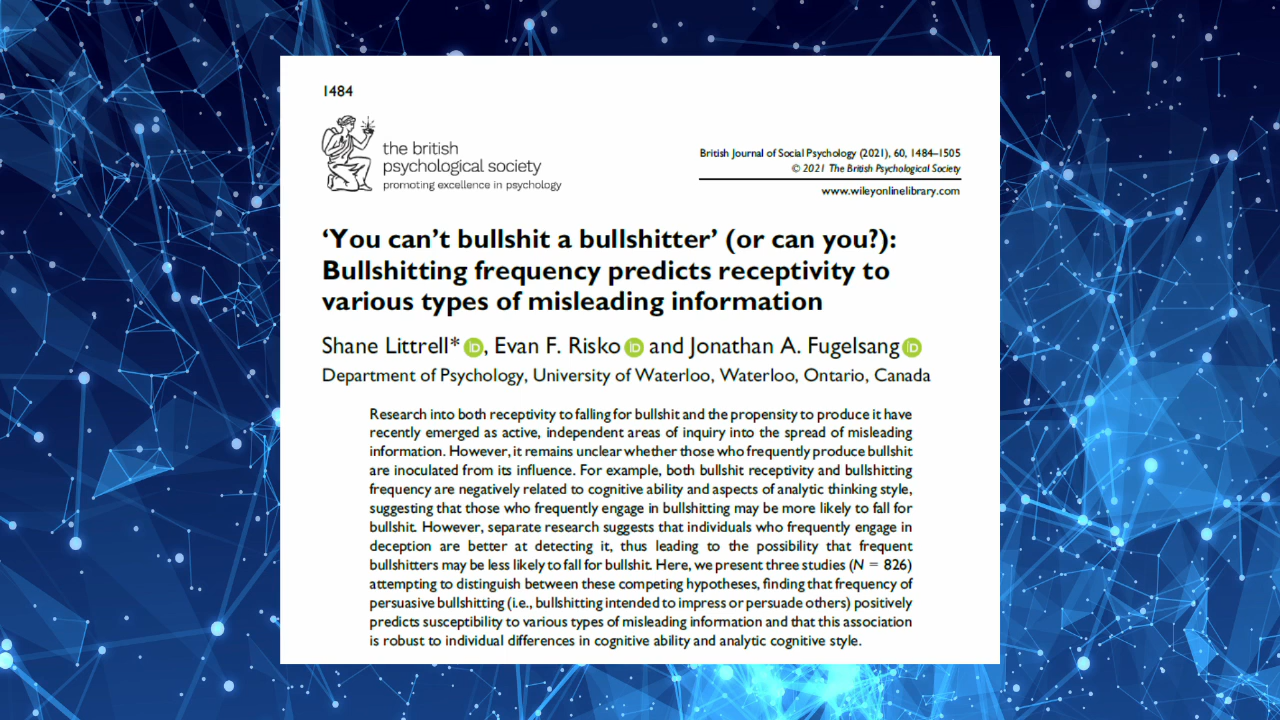 1484
the british
psychological society
promoting excellence in psychology
British Journal of Social Psychology (2021), 60, 1484–1505
© 2021 The British Psychological Society
www.wileyonlinelibrary.com
‘You can’t bullshit a bullshitter’ (or can you?):
Bullshitting frequency predicts receptivity to
various types of misleading information
Shane Littrell* iD, Evan F. Risko iD and Jonathan A. Fugelsang iD
Department of Psychology, University of Waterloo, Waterloo, Ontario, Canada
Research into both receptivity to falling for bullshit and the propensity to produce it have
recently emerged as active, independent areas of inquiry into the spread of misleading
information. However, it remains unclear whether those who frequently produce bullshit
are inoculated from its influence. For example, both bullshit receptivity and bullshitting
frequency are negatively related to cognitive ability and aspects of analytic thinking style,
suggesting that those who frequently engage in bullshitting may be more likely to fall for
bullshit. However, separate research suggests that individuals who frequently engage in
deception are better at detecting it, thus leading to the possibility that frequent
bullshitters may be less likely to fall for bullshit. Here, we present three studies (N = 826)
attempting to distinguish between these competing hypotheses, finding that frequency of
persuasive bullshitting (i.e., bullshitting intended to impress or persuade others) positively
predicts susceptibility to various types of misleading information and that this association
is robust to individual differences in cognitive ability and analytic cognitive style.